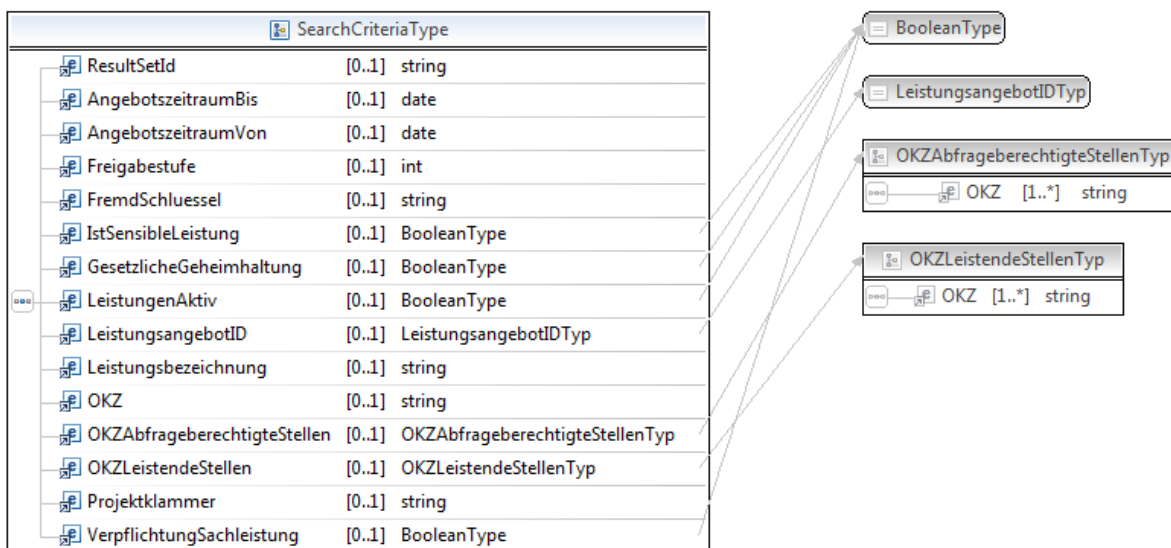 SearchCriteriaType
ResultSetId [0..1] string
AngebotszeitraumBis [0..1] date
AngebotszeitraumVon [0..1] date
Freigabestufe [0..1] int
FremdSchluessel [0..1] string
IstSensibleLeistung [0..1] BooleanType
GesetzlicheGeheimhaltung [0..1] BooleanType
LeistungenAktiv [0..1] BooleanType
LeistungsangebotID [0..1] LeistungsangebotIDTyp
Leistungsbezeichnung [0..1] string
OKZ [0..1] string
OKZAbfrageberechtigteStellen [0..1] OKZAbfrageberechtigteStellenTyp
OKZLeistendeStellen [0..1] OKZLeistendeStellenTyp
Projektklammer [0..1] string
VerpflichtungSachleistung [0..1] BooleanType
BooleanType
LeistungsangebotIDTyp
OKZAbfrageberechtigteStellenTyp
OKZ [1..*] string
OKZLeistendeStellenTyp
OKZ [1..*] string